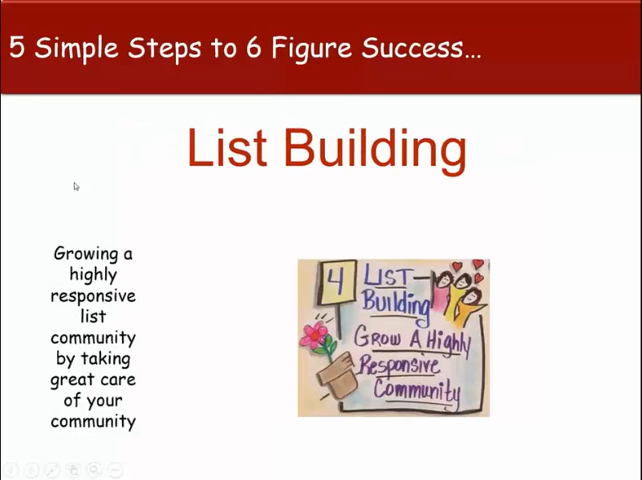 5 Simple Steps to 6 Figure Success...
List Building
Growing a
highly
responsive
list
community
by taking
great care
of your
community
4 LIST
Building
GROW A Highly
Responsive
Community